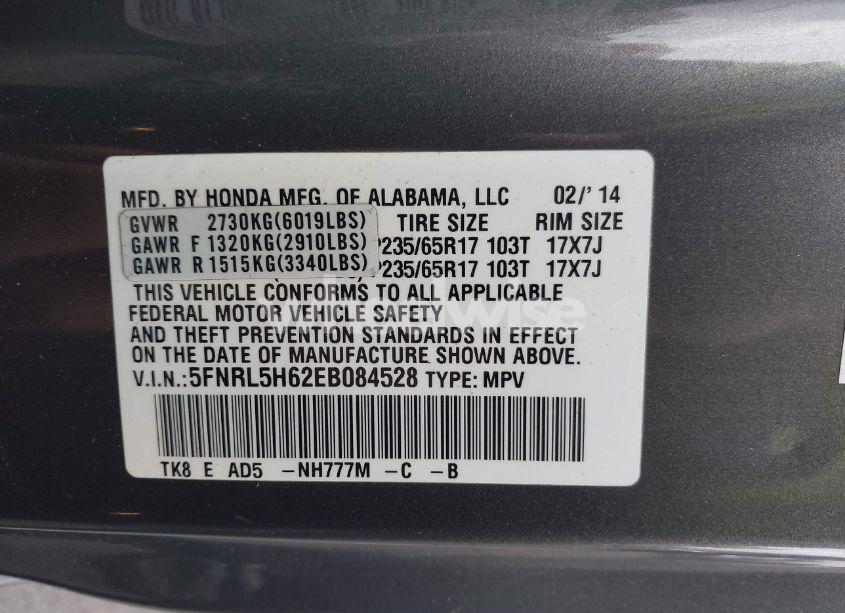 MFD. BY HONDA MFG. OF ALABAMA, LLC 02/' 14
GVWR 2730KG(6019LBS) TIRE SIZE RIM SIZE
GAWR F 1320KG(2910LBS) P235/65R17 103T 17X7J
GAWR R 1515KG(3340LBS) P235/65R17 103T 17X7J
THIS VEHICLE CONFORMS TO ALL APPLICABLE
FEDERAL MOTOR VEHICLE SAFETY
AND THEFT PREVENTION STANDARDS IN EFFECT
ON THE DATE OF MANUFACTURE SHOWN ABOVE.
V.I.N.:5FNRL5H62EB084528 TYPE: MPV
TK8 E AD5 -NH777M -C -B